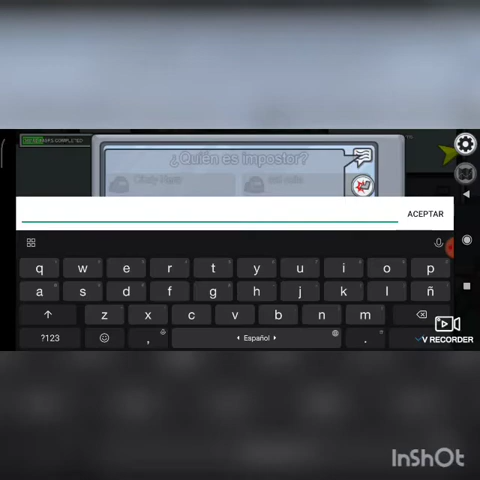 ¿Quién es impostor?
ACEPTAR
q w e r t y u i o p
a s d f g h j k l ñ
z x c v b n m
?123 , Español .
V RECORDER
InShOt